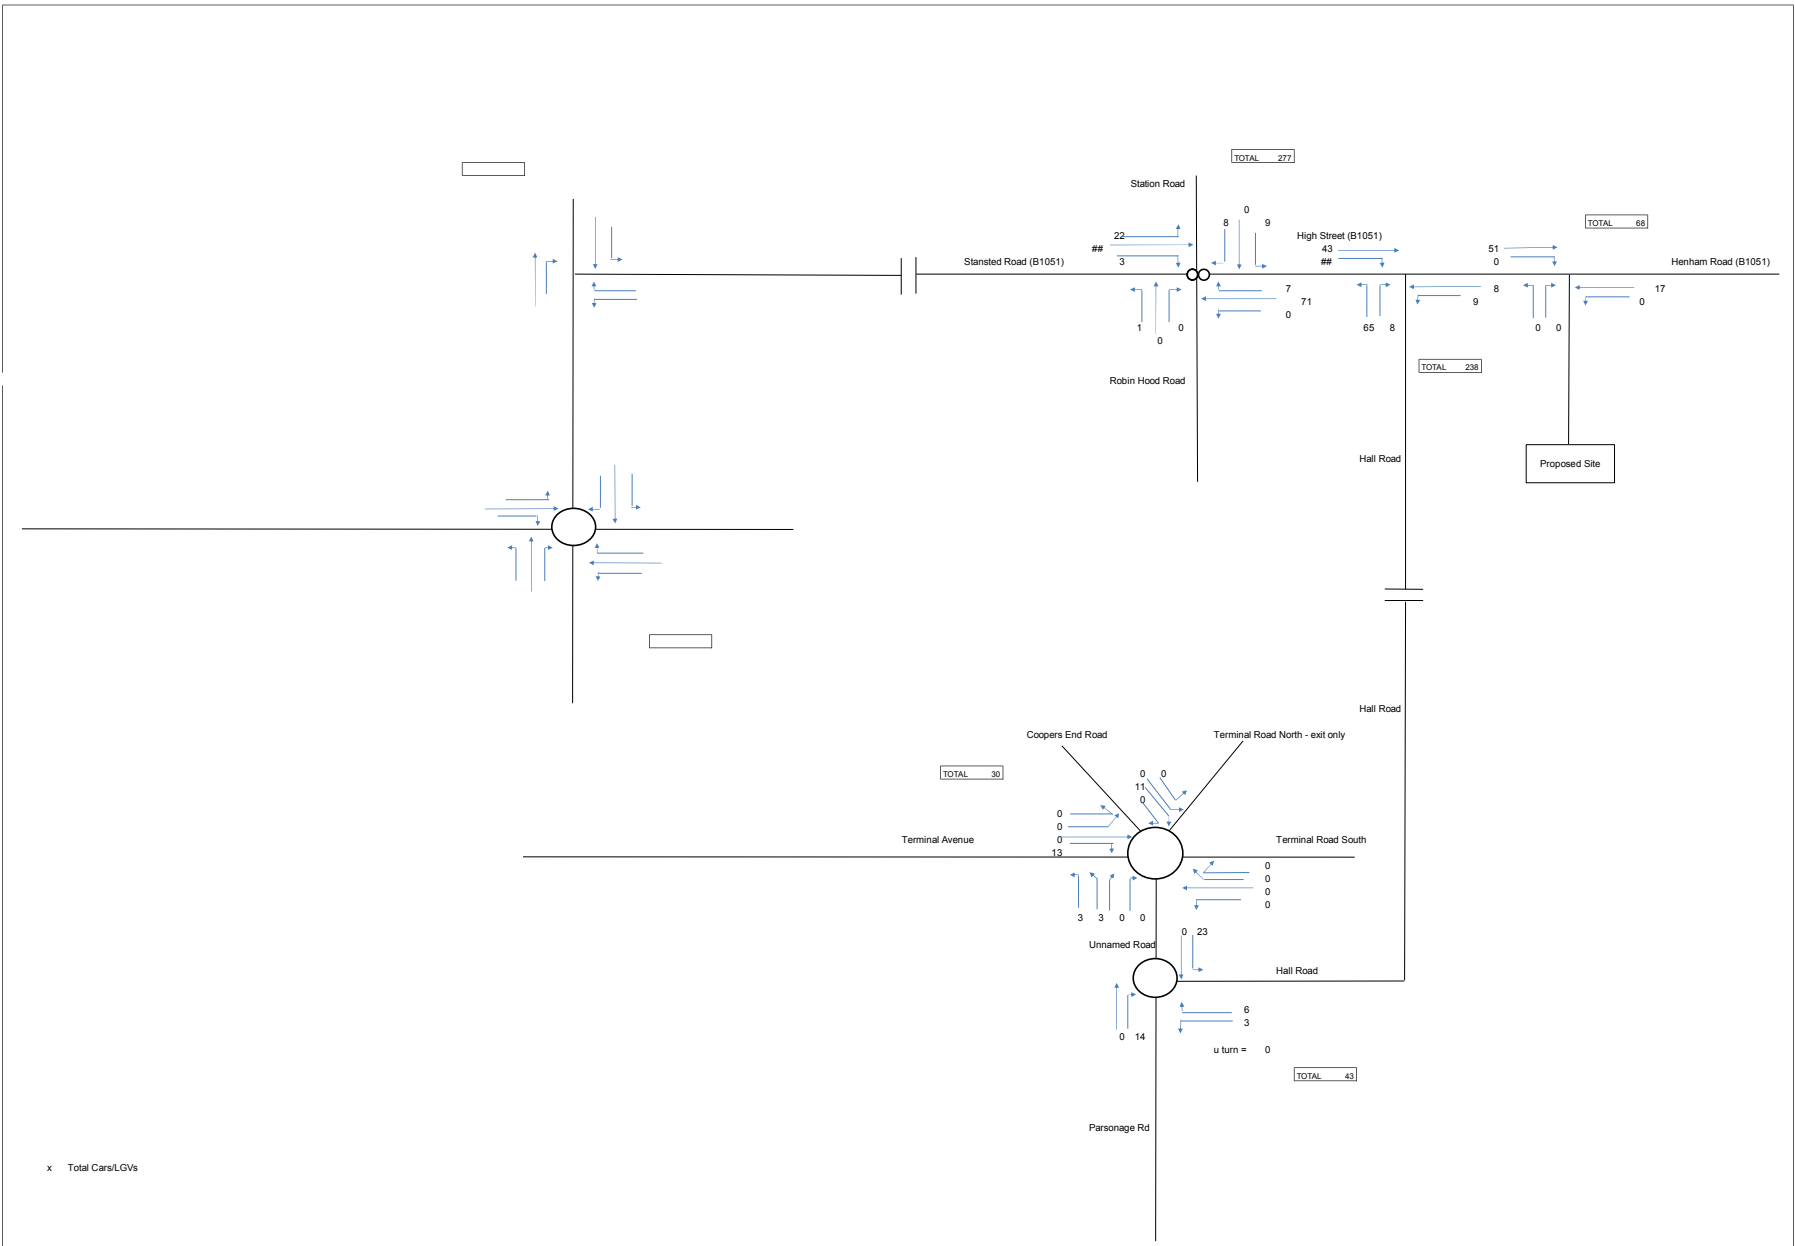 TOTAL 277
Station Road
TOTAL 68
0
8 9
22
##
3
High Street (B1051)
43
##
51
0
Stansted Road (B1051)
Henham Road (B1051)
7
71
0
8
9
17
0
1 0
0
65 8
0 0
TOTAL 238
Robin Hood Road
Hall Road
Proposed Site
Hall Road
Coopers End Road
Terminal Road North - exit only
TOTAL 30
0 0
11
0
0
0
0
13
Terminal Avenue
Terminal Road South
0
0
0
0
3 3 0 0
0 23
Unnamed Road
Hall Road
6
3
0 14
u turn = 0
TOTAL 43
Parsonage Rd
x Total Cars/LGVs